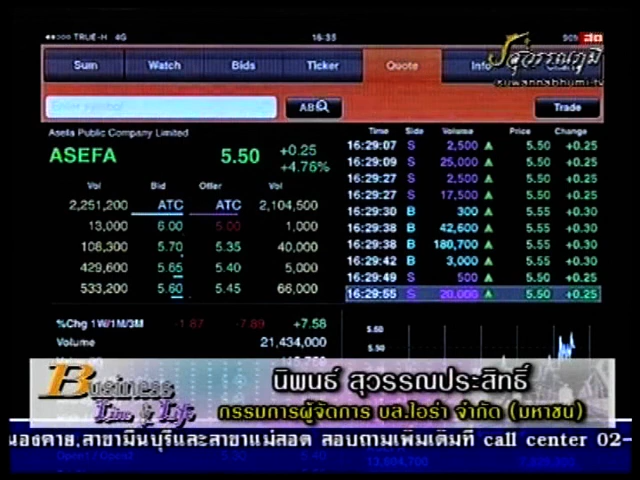 TRUE-H 4G 16:35 90% สด
สุวรรณภูมิ
suwannabhumi-tv
Sum Watch Bids Ticker Quote Info
Enter symbol Trade
Asefa Public Company Limited
ASEFA 5.50 +0.25
+4.76%
Vol Bid Offer Vol
2,251,200 ATC ATC 2,104,500
13,000 6.00 5.00 1,000
108,300 5.70 5.35 40,000
429,600 5.65 5.40 5,000
533,200 5.60 5.45 66,000
Time Side Volume Price Change
16:29:07 S 2,500 5.50 +0.25
16:29:09 S 25,000 5.50 +0.25
16:29:27 S 2,500 5.50 +0.25
16:29:27 S 17,500 5.50 +0.25
16:29:30 B 300 5.55 +0.30
16:29:38 B 42,600 5.55 +0.30
16:29:38 B 180,700 5.55 +0.30
16:29:42 B 3,000 5.55 +0.30
16:29:49 S 500 5.50 +0.25
16:29:55 S 20,000 5.50 +0.25
%Chg 1W/1M/3M -1.87 -7.89 +7.58
Volume 21,434,000
5.60
5.50
Business
Line & Life
นิพนธ์ สุวรรณประสิทธิ์
กรรมการผู้จัดการ บล.ไอร่า จำกัด (มหาชน)
นองคาย,สาขามีนบุรีและสาขาแม่สอด สอบถามเพิ่มเติมที่ call center 02-